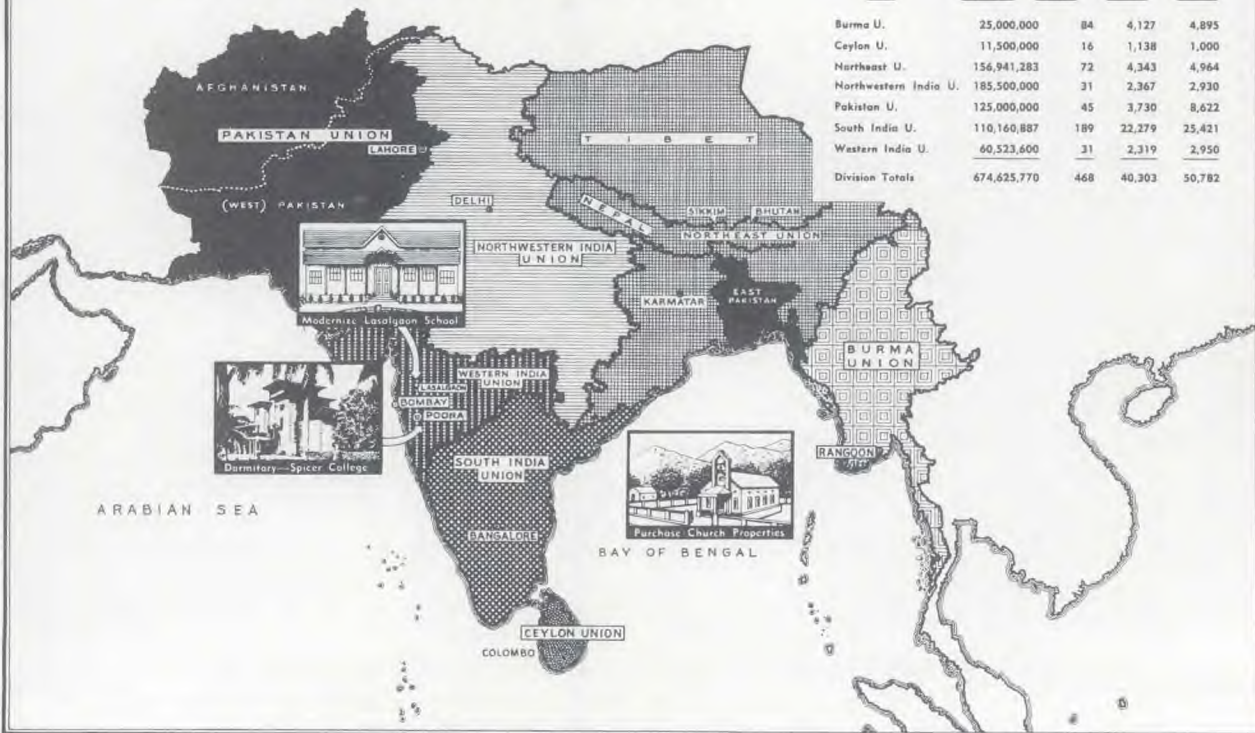 Burma U. 25,000,000 84 4,127 4,895
Ceylon U. 11,500,000 16 1,138 1,000
Northeast U. 156,941,283 72 4,343 4,964
Northwestern India U. 185,500,000 31 2,367 2,930
Pakistan U. 125,000,000 45 3,730 8,622
South India U. 110,160,887 189 22,279 25,421
Western India U. 60,523,600 31 2,319 2,950
Division Totals 674,625,770 468 40,303 50,782
AFGHANISTAN
PAKISTAN UNION
LAHORE
(WEST) PAKISTAN
TIBET
DELHI
NEPAL
SIKKIM
BHUTAN
NORTHEAST UNION
NORTHWESTERN INDIA
UNION
KARMATAR
EAST
PAKISTAN
Modernize Lasalgaon School
BURMA
UNION
WESTERN INDIA
UNION
LASALGAON
BOMBAY
POONA
Dormitory—Spicer College
SOUTH INDIA
UNION
RANGOON
ARABIAN SEA
BANGALORE
Purchase Church Properties
BAY OF BENGAL
CEYLON UNION
COLOMBO